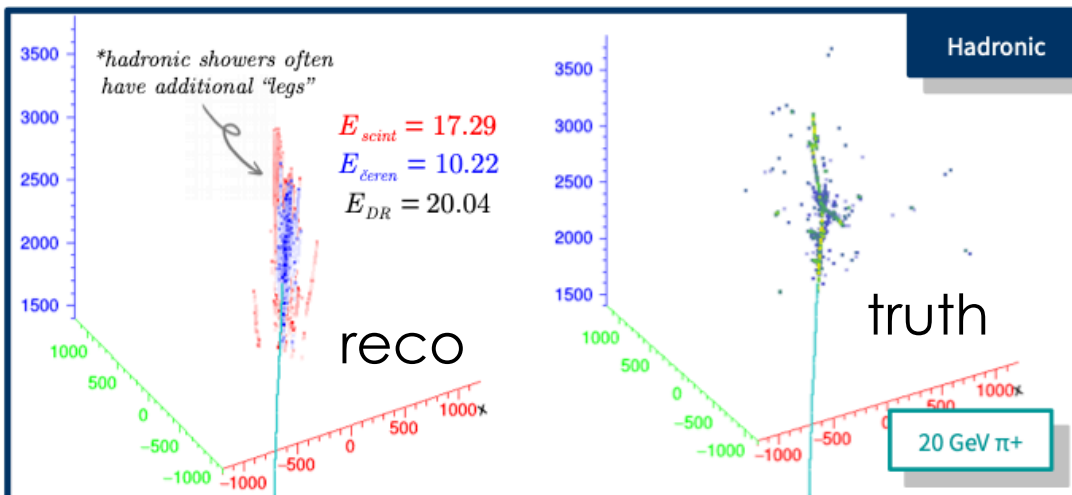 Hadronic
*hadronic showers often
have additional "legs"
E_scint = 17.29
E_čeren = 10.22
E_DR = 20.04
3500
3000
2500
2000
1500
1000
500
0
−500
−1000
−1000
−500
0
500
1000
x
reco
3500
3000
2500
2000
1500
1000
500
0
−500
−1000
−1000
−500
0
500
1000
x
truth
20 GeV π+